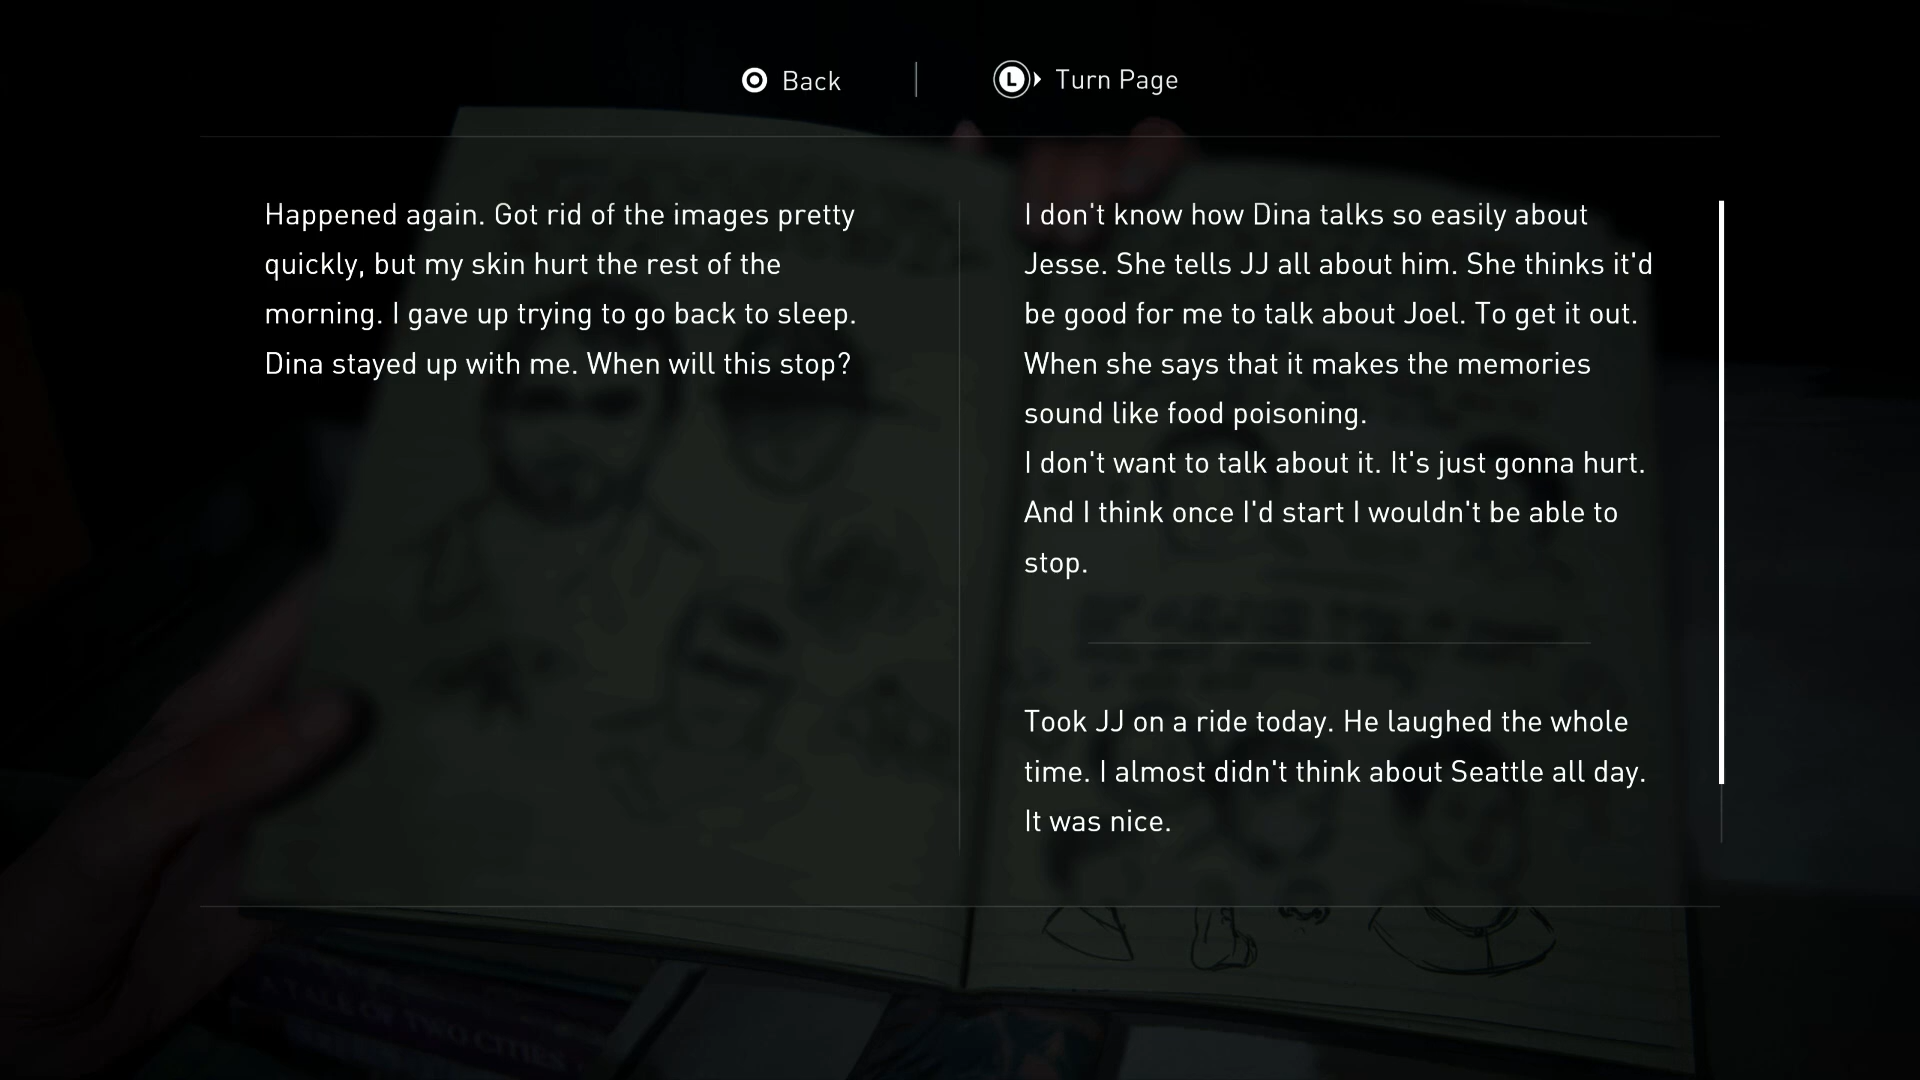 Back
L Turn Page
Happened again. Got rid of the images pretty
quickly, but my skin hurt the rest of the
morning. I gave up trying to go back to sleep.
Dina stayed up with me. When will this stop?
I don't know how Dina talks so easily about
Jesse. She tells JJ all about him. She thinks it'd
be good for me to talk about Joel. To get it out.
When she says that it makes the memories
sound like food poisoning.
I don't want to talk about it. It's just gonna hurt.
And I think once I'd start I wouldn't be able to
stop.
Took JJ on a ride today. He laughed the whole
time. I almost didn't think about Seattle all day.
It was nice.
A TALE OF TWO CITIES